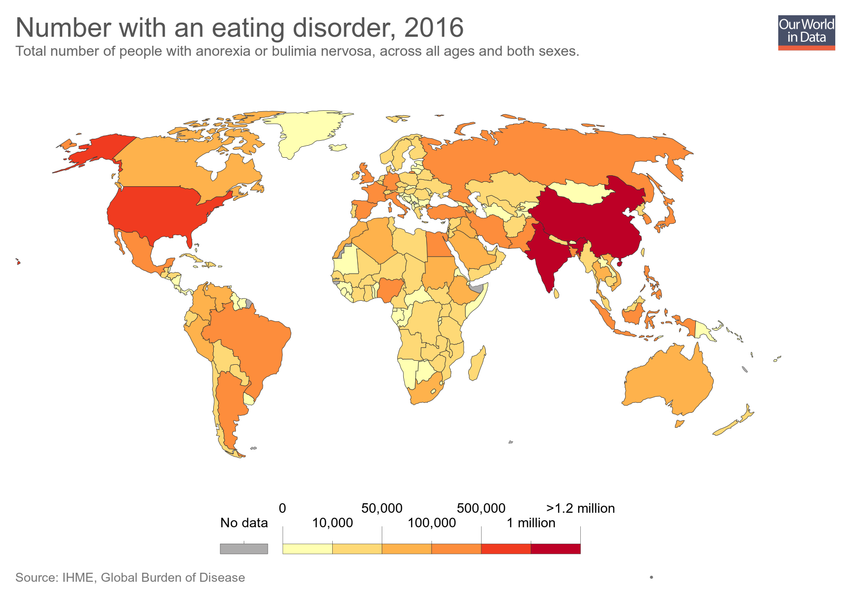 Number with an eating disorder, 2016
Total number of people with anorexia or bulimia nervosa, across all ages and both sexes.
Our World
in Data
0 50,000 500,000 >1.2 million
No data 10,000 100,000 1 million
Source: IHME, Global Burden of Disease